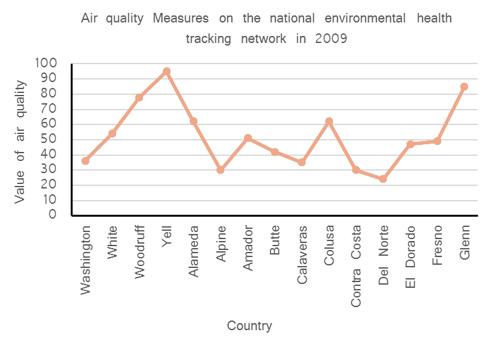 Air quality Measures on the national environmental health
tracking network in 2009
Value of air quality
100
90
80
70
60
50
40
30
20
10
0
Washington
White
Woodruff
Yell
Alameda
Alpine
Amador
Butte
Calaveras
Colusa
Contra Costa
Del Norte
El Dorado
Fresno
Glenn
Country